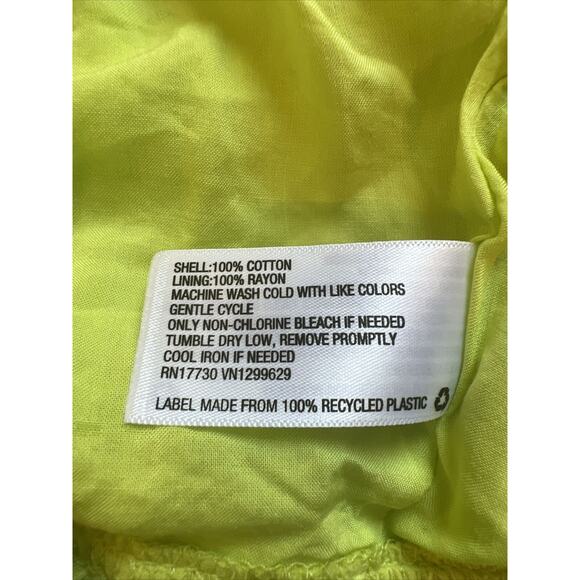 SHELL:100% COTTON
LINING:100% RAYON
MACHINE WASH COLD WITH LIKE COLORS
GENTLE CYCLE
ONLY NON-CHLORINE BLEACH IF NEEDED
TUMBLE DRY LOW, REMOVE PROMPTLY
COOL IRON IF NEEDED
RN17730 VN1299629
LABEL MADE FROM 100% RECYCLED PLASTIC